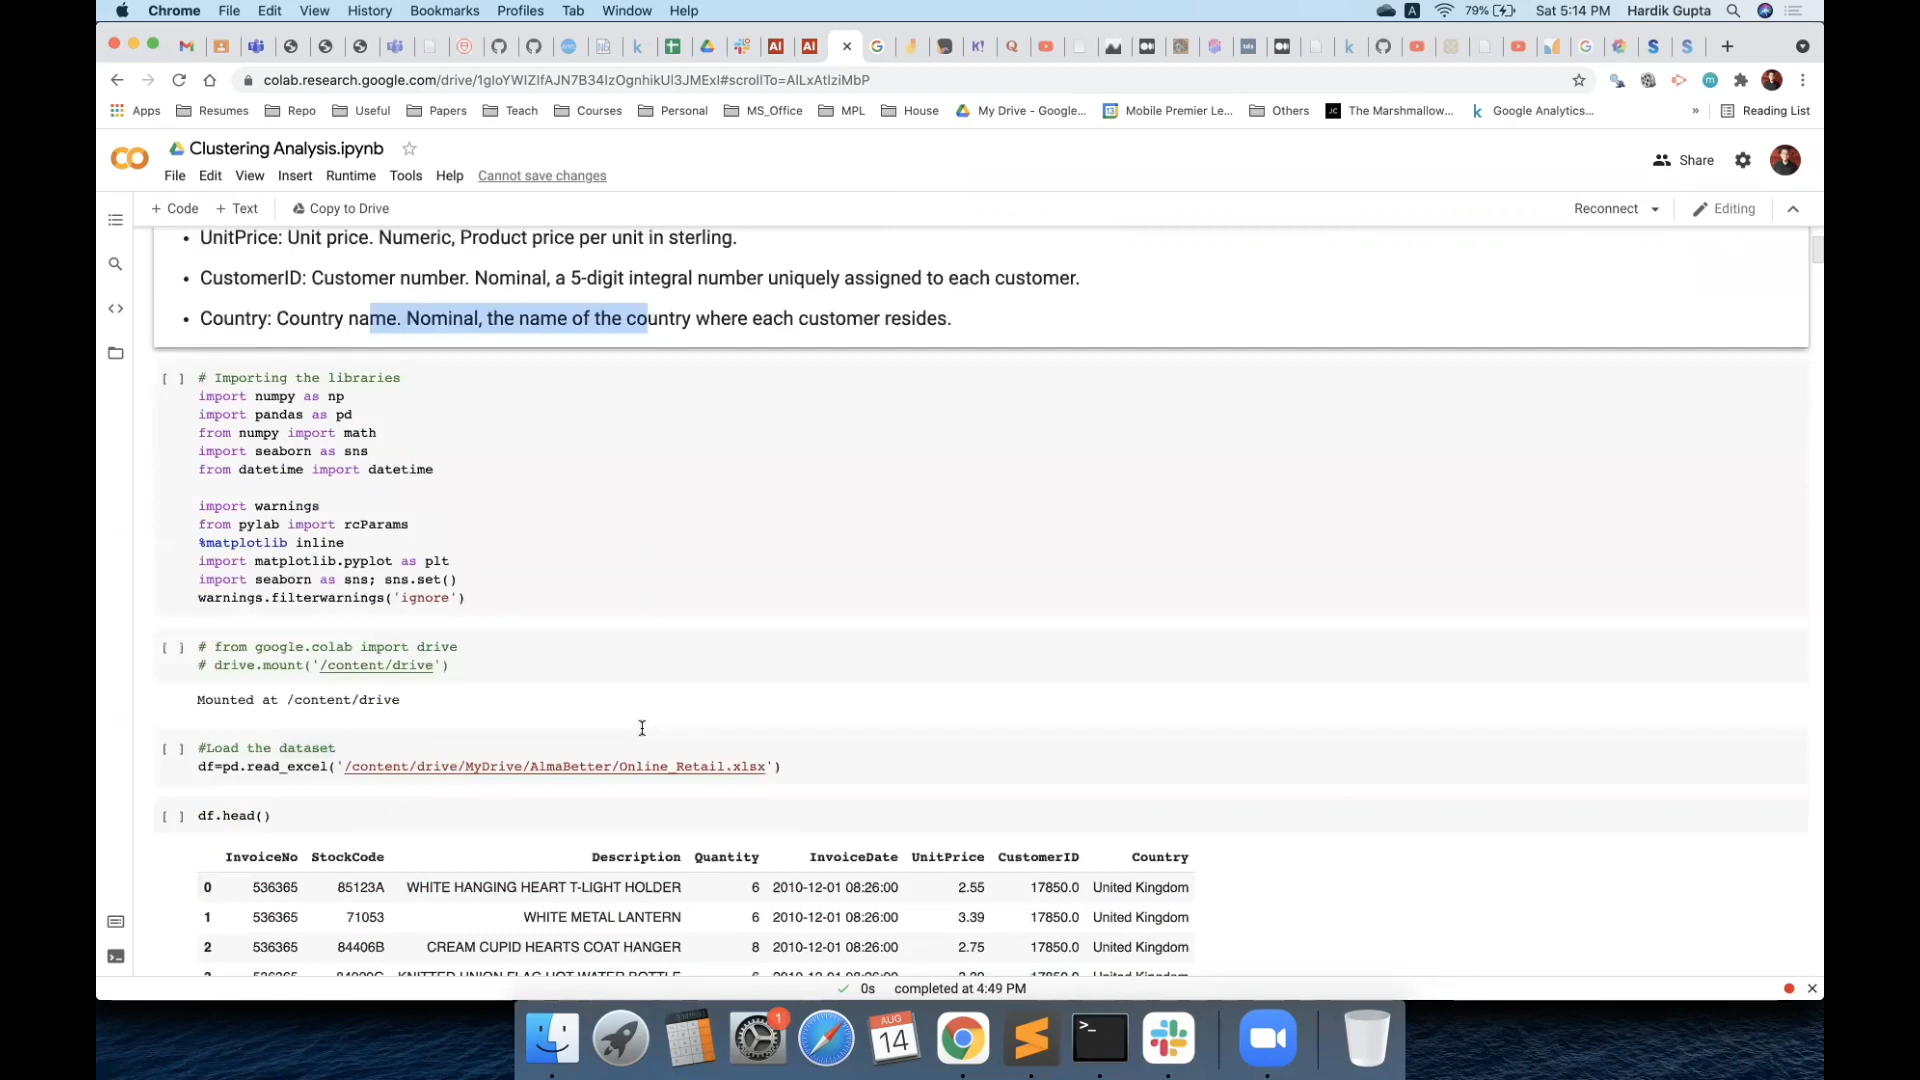 Chrome File Edit View History Bookmarks Profiles Tab Window Help
79% Sat 5:14 PM Hardik Gupta
colab.research.google.com/drive/1gIoYWIZIfAJN7B34IzOgnhikUl3JMExI#scrollTo=AlLxAtIziMbP
Apps Resumes Repo Useful Papers Teach Courses Personal MS_Office MPL House My Drive - Google... Mobile Premier Le... Others The Marshmallow... Google Analytics... » Reading List
Clustering Analysis.ipynb
Share
File Edit View Insert Runtime Tools Help Cannot save changes
+ Code + Text Copy to Drive Reconnect Editing
• UnitPrice: Unit price. Numeric, Product price per unit in sterling.
• CustomerID: Customer number. Nominal, a 5-digit integral number uniquely assigned to each customer.
• Country: Country name. Nominal, the name of the country where each customer resides.
[ ] # Importing the libraries
import numpy as np
import pandas as pd
from numpy import math
import seaborn as sns
from datetime import datetime
import warnings
from pylab import rcParams
%matplotlib inline
import matplotlib.pyplot as plt
import seaborn as sns; sns.set()
warnings.filterwarnings('ignore')
[ ] # from google.colab import drive
# drive.mount('/content/drive')
Mounted at /content/drive
[ ] #Load the dataset
df=pd.read_excel('/content/drive/MyDrive/AlmaBetter/Online_Retail.xlsx')
[ ] df.head()
InvoiceNo StockCode Description Quantity InvoiceDate UnitPrice CustomerID Country
0 536365 85123A WHITE HANGING HEART T-LIGHT HOLDER 6 2010-12-01 08:26:00 2.55 17850.0 United Kingdom
1 536365 71053 WHITE METAL LANTERN 6 2010-12-01 08:26:00 3.39 17850.0 United Kingdom
2 536365 84406B CREAM CUPID HEARTS COAT HANGER 8 2010-12-01 08:26:00 2.75 17850.0 United Kingdom
0s completed at 4:49 PM
AUG
14
1